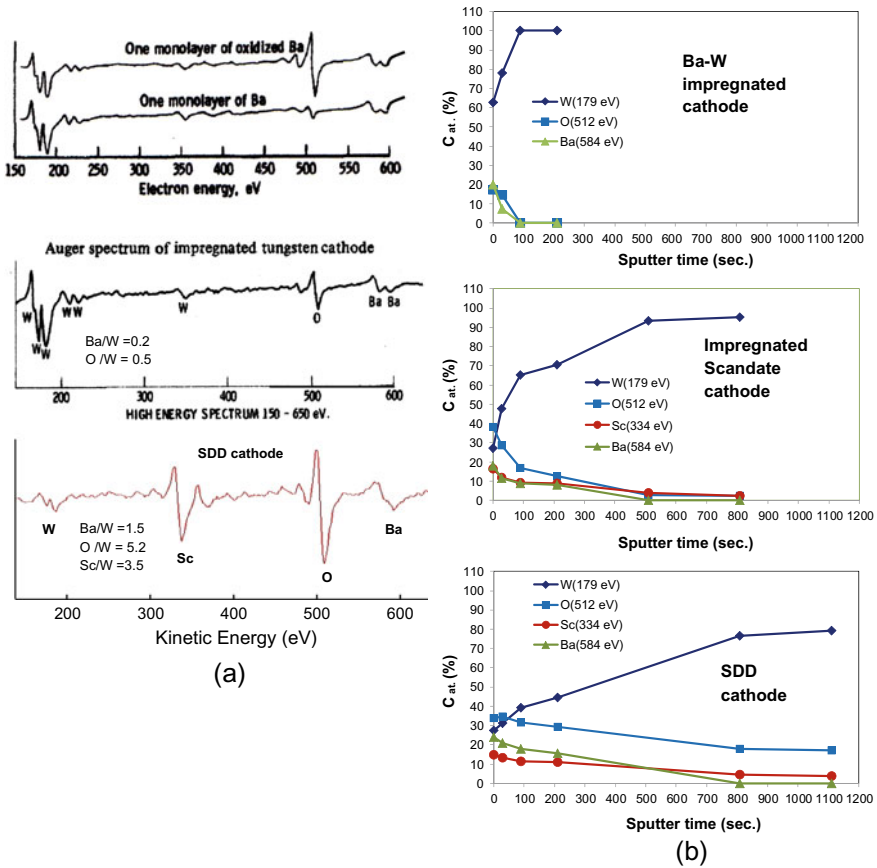 One monolayer of oxidized Ba
One monolayer of Ba
150 200 250 300 350 400 450 500 550 600
Electron energy, eV
Auger spectrum of impregnated tungsten cathode
W W W W W W O Ba Ba
Ba/W =0.2
O /W = 0.5
200 300 400 500 600
HIGH ENERGY SPECTRUM 150 - 650 eV.
SDD cathode
W Sc O Ba
Ba/W =1.5
O /W = 5.2
Sc/W =3.5
200 300 400 500 600
Kinetic Energy (eV)
(a)
C at. (%)
100
90
80
70
60
50
40
30
20
10
0
Ba-W
impregnated
cathode
W(179 eV)
O(512 eV)
Ba(584 eV)
0 100 200 300 400 500 600 700 800 900 1000 1100 1200
Sputter time (sec.)
C at. (%)
100
90
80
70
60
50
40
30
20
10
0
Impregnated
Scandate
cathode
W(179 eV)
O(512 eV)
Sc(334 eV)
Ba(584 eV)
0 100 200 300 400 500 600 700 800 900 1000 1100 1200
Sputter time (sec.)
C at. (%)
110
100
90
80
70
60
50
40
30
20
10
0
W(179 eV)
O(512 eV)
Sc(334 eV)
Ba(584 eV)
SDD
cathode
0 100 200 300 400 500 600 700 800 900 1000 1100 1200
Sputter time (sec.)
(b)